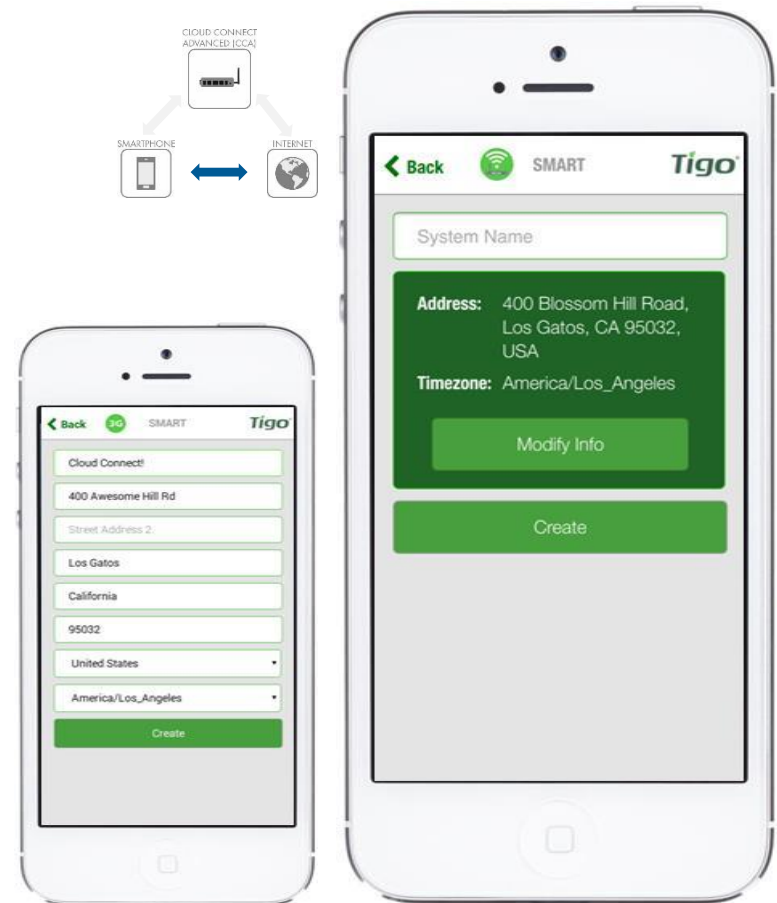 CLOUD CONNECT
ADVANCED (CCA)
SMARTPHONE
INTERNET
Back
SMART
Tigo
System Name
Address: 400 Blossom Hill Road,
Los Gatos, CA 95032,
USA
Timezone: America/Los_Angeles
Modify Info
Create
Back
3G
SMART
Tigo
Cloud Connect!
400 Awesome Hill Rd
Street Address 2.
Los Gatos
California
95032
United States
America/Los_Angeles
Create